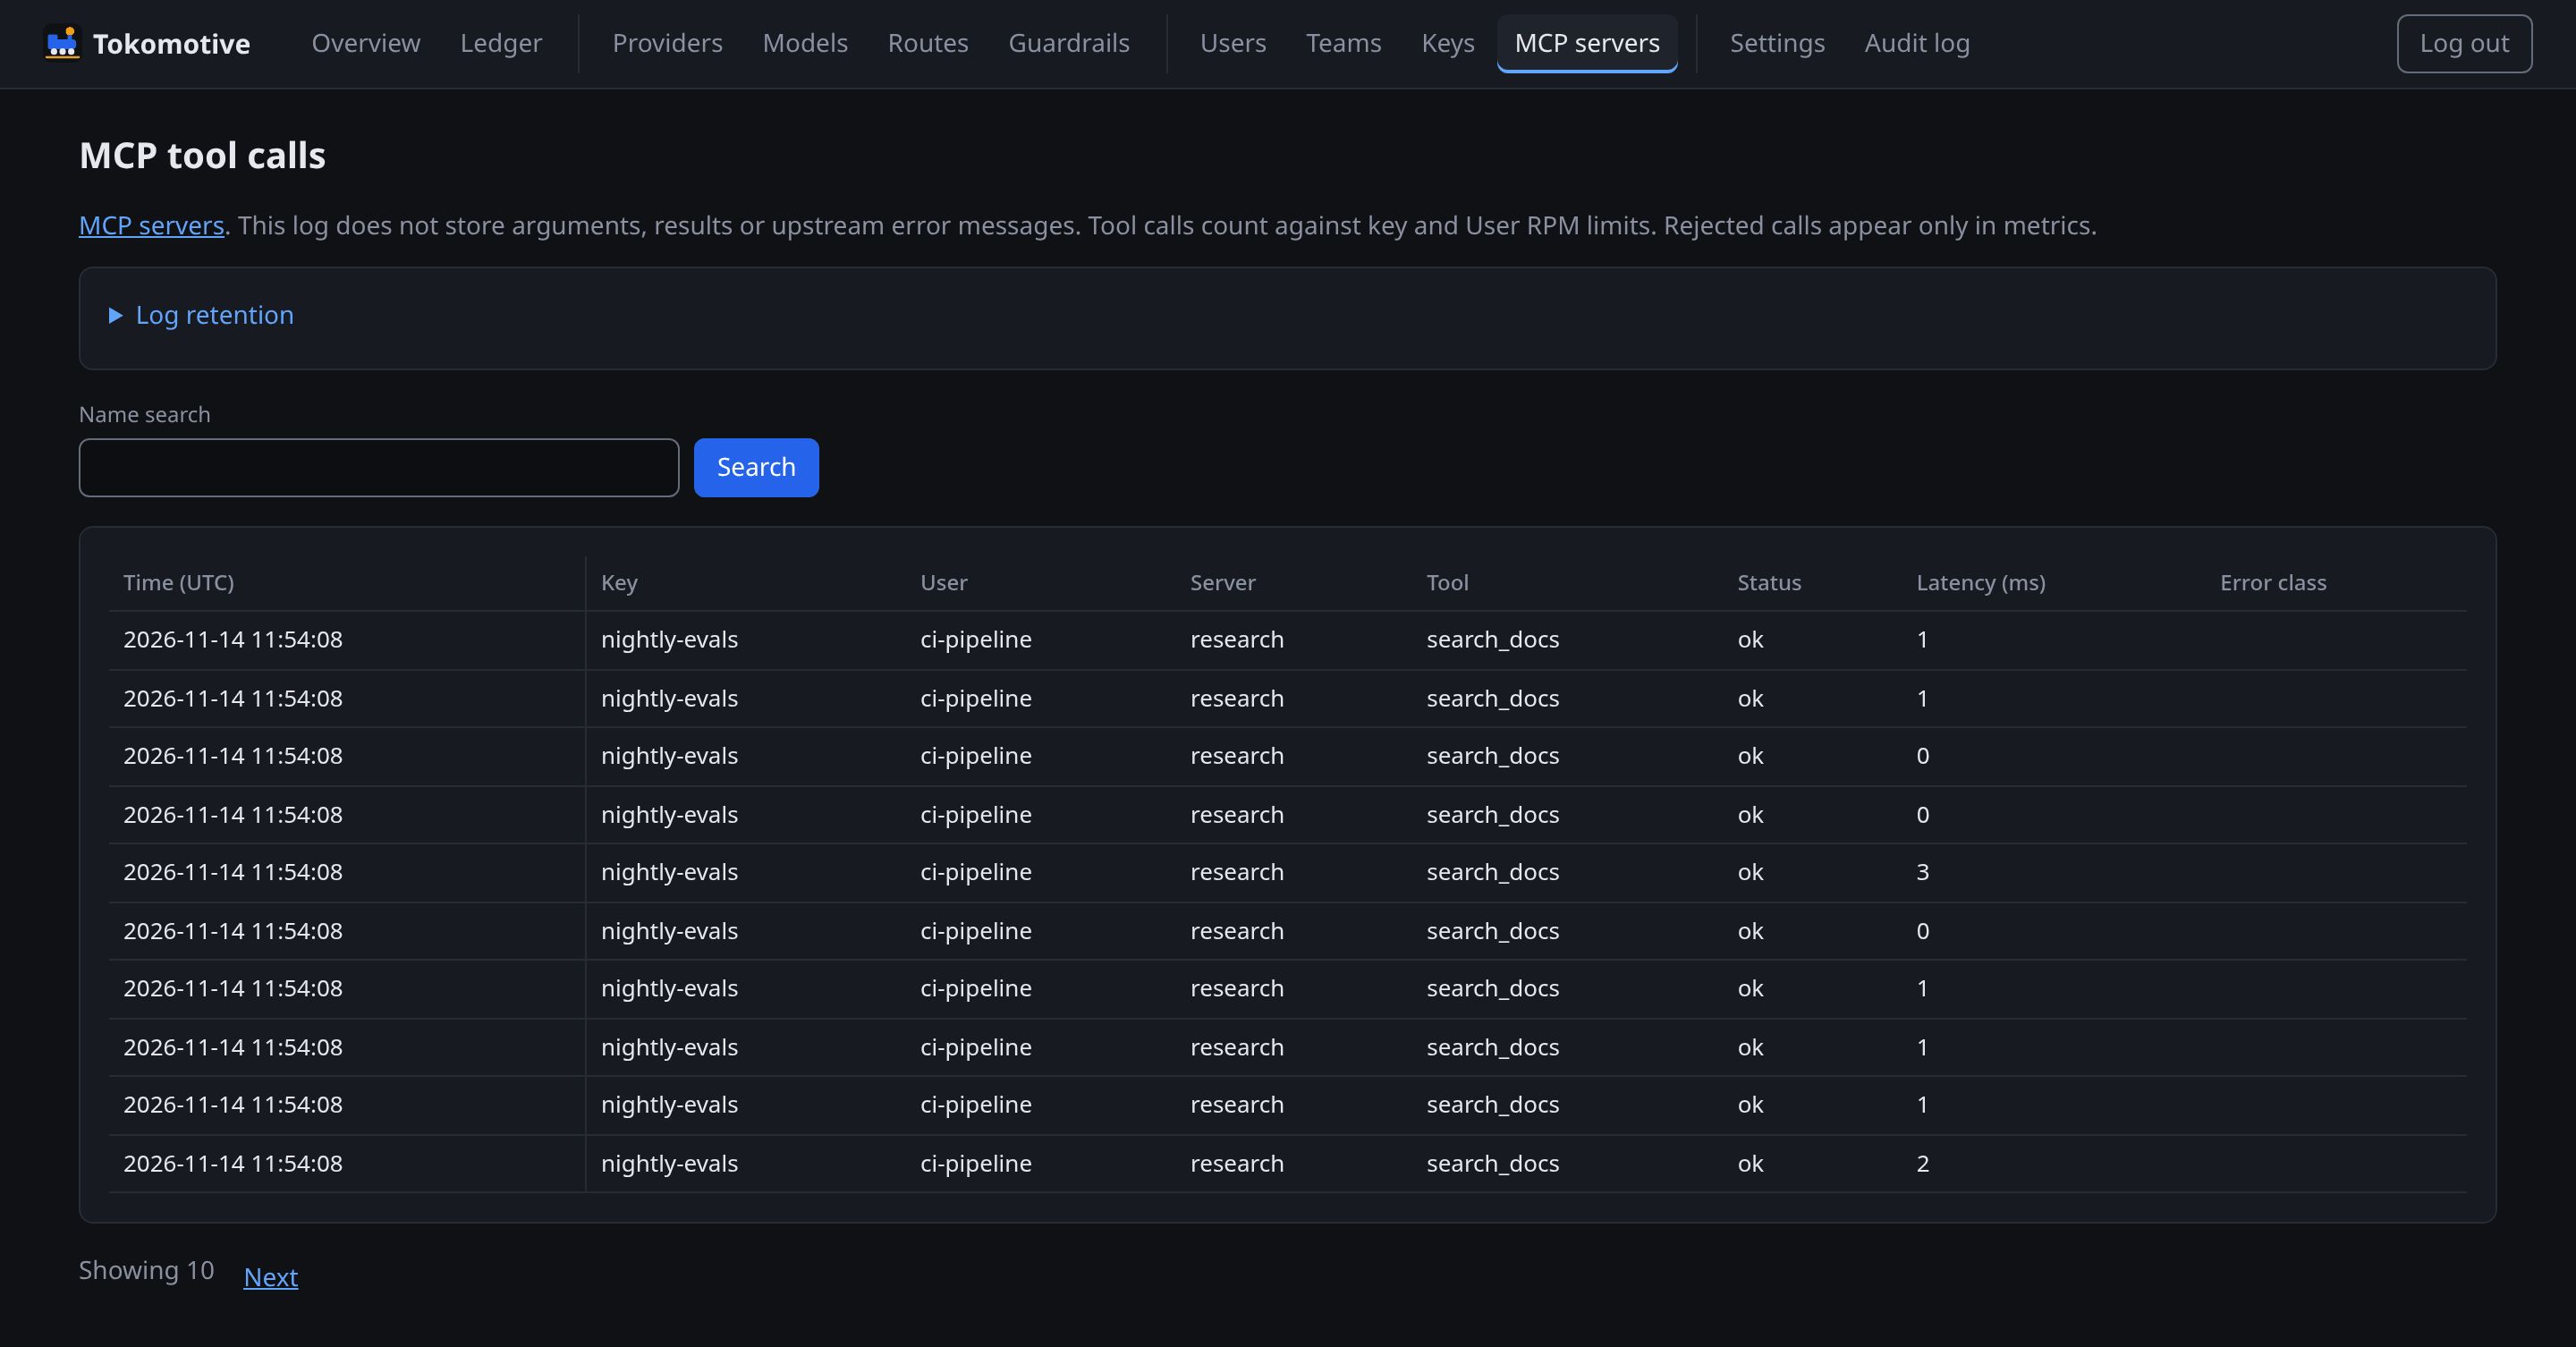 Tokomotive Overview Ledger Providers Models Routes Guardrails Users Teams Keys MCP servers Settings Audit log Log out
MCP tool calls
MCP servers. This log does not store arguments, results or upstream error messages. Tool calls count against key and User RPM limits. Rejected calls appear only in metrics.
Log retention
Name search
Search
Time (UTC) Key User Server Tool Status Latency (ms) Error class
2026-11-14 11:54:08 nightly-evals ci-pipeline research search_docs ok 1
2026-11-14 11:54:08 nightly-evals ci-pipeline research search_docs ok 1
2026-11-14 11:54:08 nightly-evals ci-pipeline research search_docs ok 0
2026-11-14 11:54:08 nightly-evals ci-pipeline research search_docs ok 0
2026-11-14 11:54:08 nightly-evals ci-pipeline research search_docs ok 3
2026-11-14 11:54:08 nightly-evals ci-pipeline research search_docs ok 0
2026-11-14 11:54:08 nightly-evals ci-pipeline research search_docs ok 1
2026-11-14 11:54:08 nightly-evals ci-pipeline research search_docs ok 1
2026-11-14 11:54:08 nightly-evals ci-pipeline research search_docs ok 1
2026-11-14 11:54:08 nightly-evals ci-pipeline research search_docs ok 2
Showing 10 Next